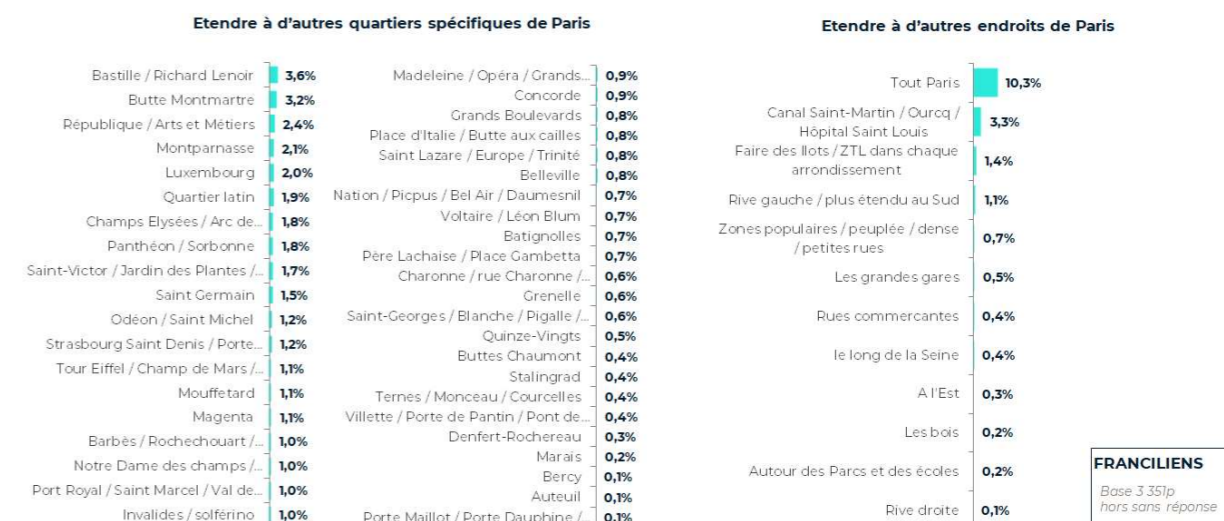 Etendre à d'autres quartiers spécifiques de Paris
Bastille / Richard Lenoir 3,6%
Butte Montmartre 3,2%
République / Arts et Métiers 2,4%
Montparnasse 2,1%
Luxembourg 2,0%
Quartier latin 1,9%
Champs Elysées / Arc de... 1,8%
Panthéon / Sorbonne 1,8%
Saint-Victor / Jardin des Plantes /... 1,7%
Saint Germain 1,5%
Odéon / Saint Michel 1,2%
Strasbourg Saint Denis / Porte... 1,2%
Tour Eiffel / Champ de Mars /... 1,1%
Mouffetard 1,1%
Magenta 1,1%
Barbès / Rochechouart /... 1,0%
Notre Dame des champs /... 1,0%
Port Royal / Saint Marcel / Val de... 1,0%
Invalides / solférino 1,0%
Madeleine / Opéra / Grands... 0,9%
Concorde 0,9%
Grands Boulevards 0,8%
Place d'Italie / Butte aux cailles 0,8%
Saint Lazare / Europe / Trinité 0,8%
Belleville 0,8%
Nation / Picpus / Bel Air / Daumesnil 0,7%
Voltaire / Léon Blum 0,7%
Batignolles 0,7%
Père Lachaise / Place Gambetta 0,7%
Charonne / rue Charonne /... 0,6%
Grenelle 0,6%
Saint-Georges / Blanche / Pigalle /... 0,6%
Quinze-Vingts 0,5%
Buttes Chaumont 0,4%
Stalingrad 0,4%
Ternes / Monceau / Courcelles 0,4%
Villette / Porte de Pantin / Pont de... 0,4%
Denfert-Rochereau 0,3%
Marais 0,2%
Bercy 0,1%
Auteuil 0,1%
Porte Maillot / Porte Dauphine /... 0,1%
Etendre à d'autres endroits de Paris
Tout Paris 10,3%
Canal Saint-Martin / Ourcq /
Hôpital Saint Louis 3,3%
Faire des Ilots / ZTL dans chaque
arrondissement 1,4%
Rive gauche / plus étendu au Sud 1,1%
Zones populaires / peuplée / dense
/ petites rues 0,7%
Les grandes gares 0,5%
Rues commercantes 0,4%
le long de la Seine 0,4%
A l'Est 0,3%
Les bois 0,2%
Autour des Parcs et des écoles 0,2%
Rive droite 0,1%
FRANCILIENS
Base 3 351p
hors sans réponse